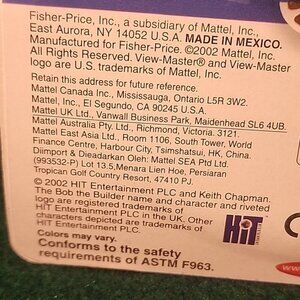 Fisher-Price, Inc., a subsidiary of Mattel, Inc.,
East Aurora, NY 14052 U.S.A. MADE IN MEXICO.
Manufactured for Fisher-Price. ©2002 Mattel, Inc.
All Rights Reserved. View-Master® and View-Master
logo are U.S. trademarks of Mattel, Inc.
Retain this address for future reference.
Mattel Canada Inc., Mississauga, Ontario L5R 3W2.
Mattel, Inc., El Segundo, CA 90245 U.S.A.
Mattel UK Ltd., Vanwall Business Park, Maidenhead SL6 4UB.
Mattel Australia Pty. Ltd., Richmond, Victoria. 3121.
Mattel East Asia Ltd., Room 1106, South Tower, World
Finance Centre, Harbour City, Tsimshatsui, HK, China.
Diimport & Diedarkan Oleh: Mattel SEA Ptd Ltd.
(993532-P) Lot 13.5, Menara Lien Hoe, Persiaran
Tropican Golf Country Resort, 47410 PJ.
© 2002 HIT Entertainment PLC and Keith Chapman.
The Bob the Builder name and character and riveted
logo are registered trademarks of
HIT Entertainment PLC in the UK. Other
characters depicted are trademarks of
HIT Entertainment PLC.
HiT
Colors may vary.
Conforms to the safety
requirements of ASTM F963.